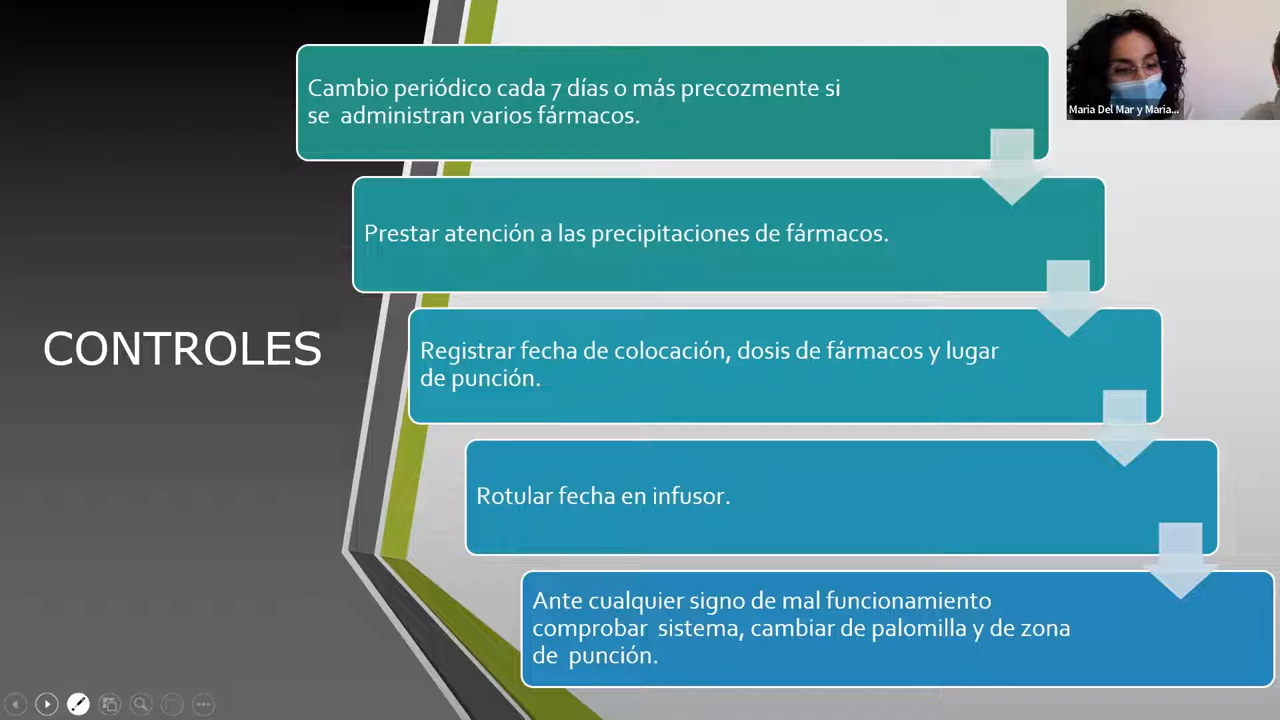 Maria Del Mar y Maria...
Cambio periódico cada 7 días o más precozmente si
se administran varios fármacos.
Prestar atención a las precipitaciones de fármacos.
CONTROLES
Registrar fecha de colocación, dosis de fármacos y lugar
de punción.
Rotular fecha en infusor.
Ante cualquier signo de mal funcionamiento
comprobar sistema, cambiar de palomilla y de zona
de punción.